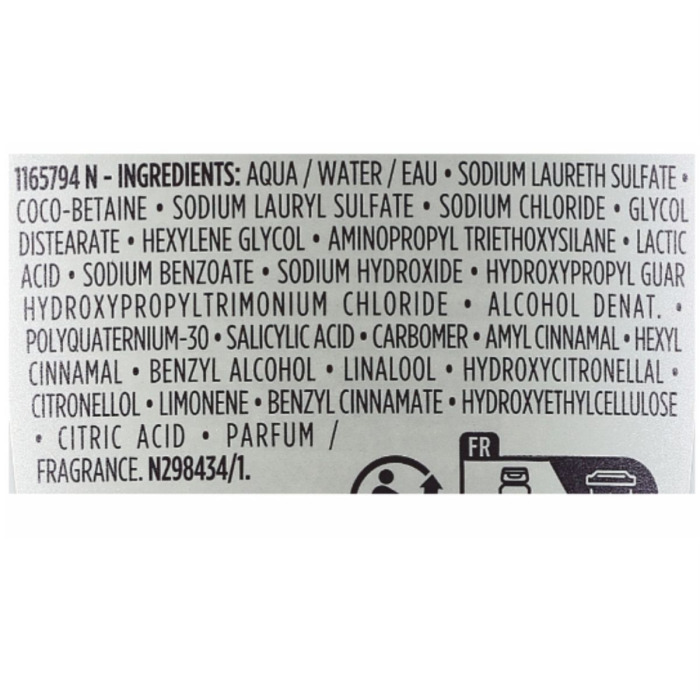 1165794 N - INGREDIENTS: AQUA / WATER / EAU • SODIUM LAURETH SULFATE •
COCO-BETAINE • SODIUM LAURYL SULFATE • SODIUM CHLORIDE • GLYCOL
DISTEARATE • HEXYLENE GLYCOL • AMINOPROPYL TRIETHOXYSILANE • LACTIC
ACID • SODIUM BENZOATE • SODIUM HYDROXIDE • HYDROXYPROPYL GUAR
HYDROXYPROPYLTRIMONIUM CHLORIDE • ALCOHOL DENAT. •
POLYQUATERNIUM-30 • SALICYLIC ACID • CARBOMER • AMYL CINNAMAL • HEXYL
CINNAMAL • BENZYL ALCOHOL • LINALOOL • HYDROXYCITRONELLAL •
CITRONELLOL • LIMONENE • BENZYL CINNAMATE • HYDROXYETHYLCELLULOSE
• CITRIC ACID • PARFUM /
FRAGRANCE. N298434/1.
FR